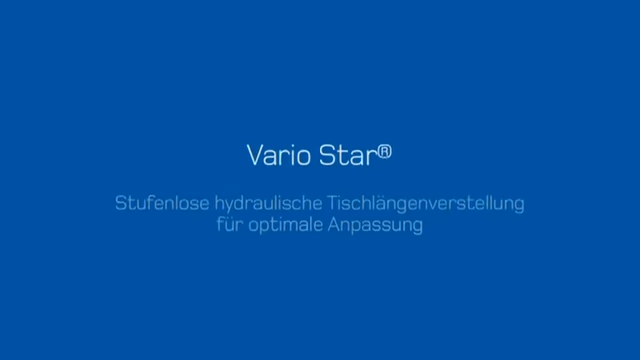 Vario Star®
Stufenlose hydraulische Tischlängenverstellung
für optimale Anpassung